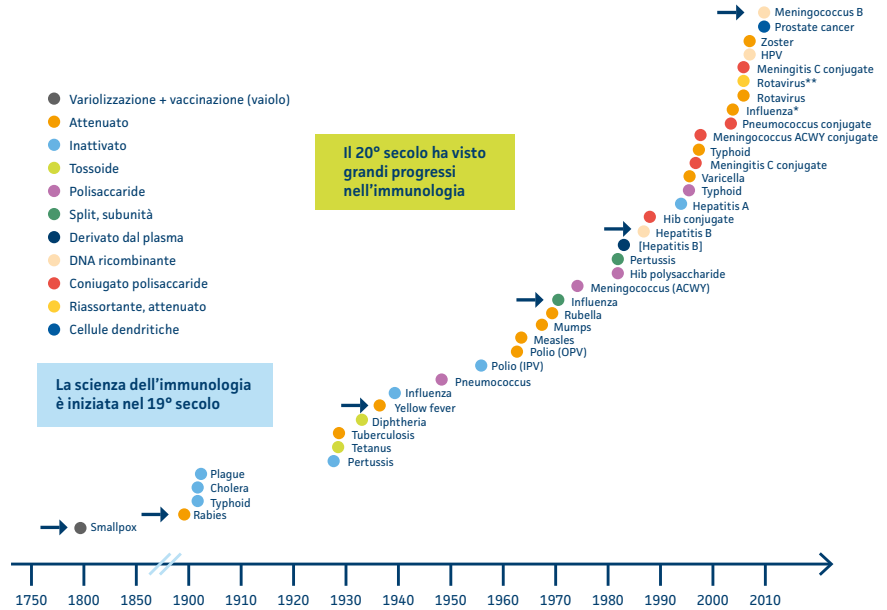 Meningococcus B
Prostate cancer
Zoster
HPV
Meningitis C conjugate
Rotavirus**
Rotavirus
Influenza*
Pneumococcus conjugate
Meningococcus ACWY conjugate
Typhoid
Meningitis C conjugate
Varicella
Typhoid
Hepatitis A
Hib conjugate
Hepatitis B
[Hepatitis B]
Pertussis
Hib polysaccharide
Meningococcus (ACWY)
Influenza
Rubella
Mumps
Measles
Polio (OPV)
Polio (IPV)
Pneumococcus
Influenza
Yellow fever
Diphtheria
Tuberculosis
Tetanus
Pertussis
Plague
Cholera
Typhoid
Rabies
Smallpox
Variolizzazione + vaccinazione (vaiolo)
Attenuato
Inattivato
Tossoide
Polisaccaride
Split, subunità
Derivato dal plasma
DNA ricombinante
Coniugato polisaccaride
Riassortante, attenuato
Cellule dendritiche
Il 20° secolo ha visto
grandi progressi
nell'immunologia
La scienza dell'immunologia
è iniziata nel 19° secolo
1750 1800 1850 1900 1910 1920 1930 1940 1950 1960 1970 1980 1990 2000 2010